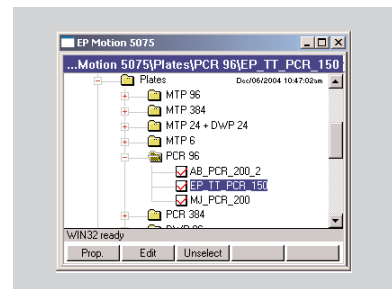 EP Motion 5075
...Motion 5075\Plates\PCR 96\EP_TT_PCR_150
Plates Dec/06/2004 10:47:02am
MTP 96
MTP 384
MTP 24 + DWP 24
MTP 6
PCR 96
AB_PCR_200_2
EP_TT_PCR_150
MJ_PCR_200
PCR 384
DWP 96
WIN32 ready
Prop. Edit Unselect